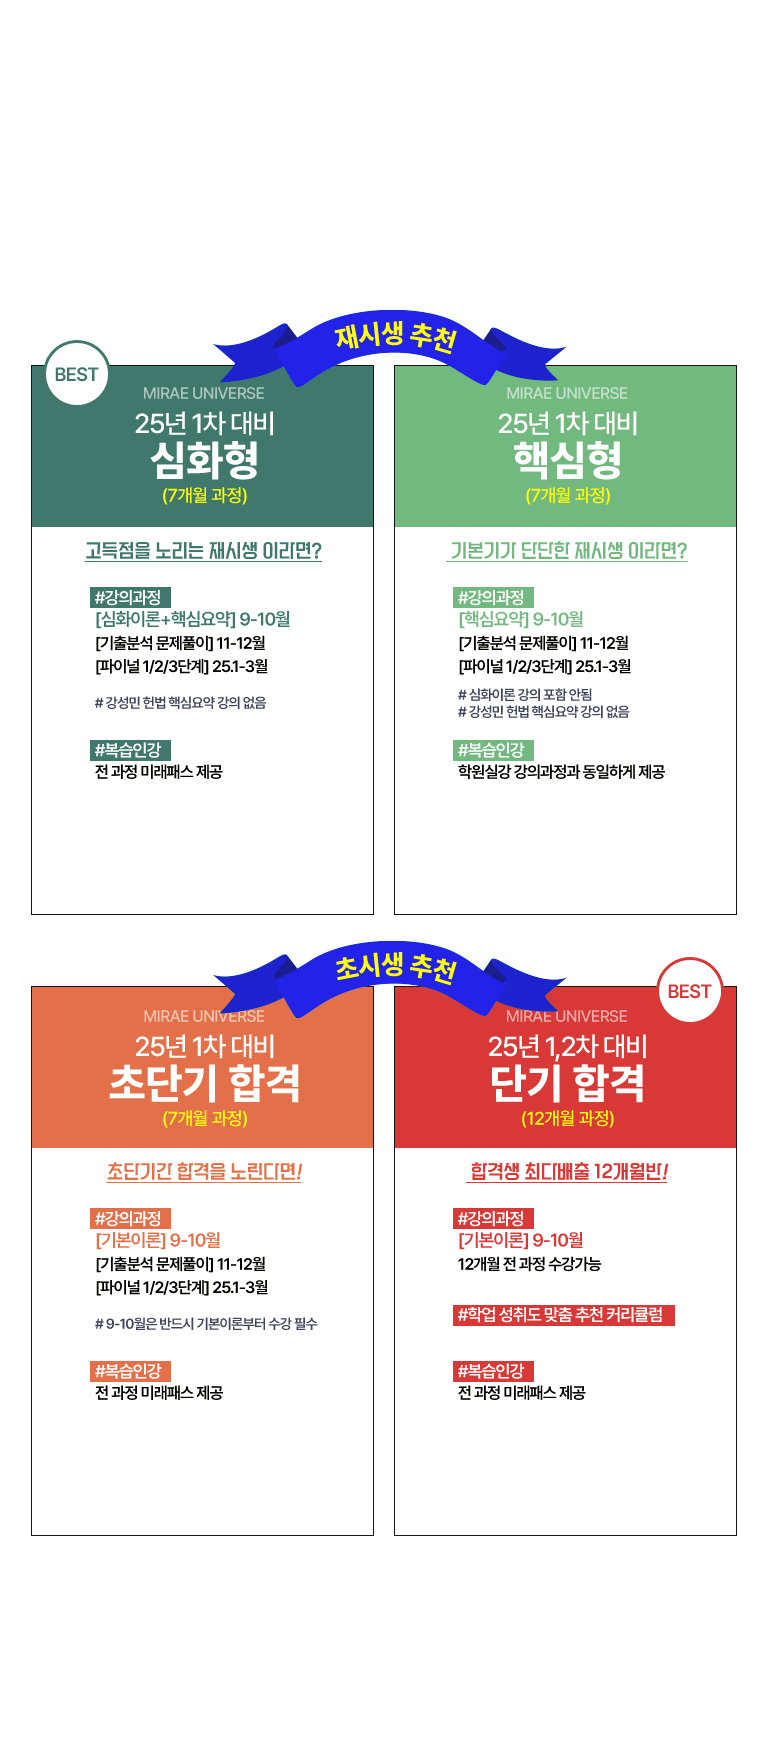 재시생 추천
BEST
MIRAE UNIVERSE
25년 1차 대비
심화형
(7개월 과정)
고득점을 노리는 재시생 이라면?
#강의과정
[심화이론+핵심요약] 9-10월
[기출분석 문제풀이] 11-12월
[파이널 1/2/3단계] 25.1-3월
# 강성민 헌법 핵심요약 강의 없음
#복습인강
전 과정 미래패스 제공
MIRAE UNIVERSE
25년 1차 대비
핵심형
(7개월 과정)
기본기가 탄탄한 재시생 이라면?
#강의과정
[핵심요약] 9-10월
[기출분석 문제풀이] 11-12월
[파이널 1/2/3단계] 25.1-3월
# 심화이론 강의 포함 안됨
# 강성민 헌법 핵심요약 강의 없음
#복습인강
학원실강 강의과정과 동일하게 제공
초시생 추천
MIRAE UNIVERSE
25년 1차 대비
초단기 합격
(7개월 과정)
초단기간 합격을 노린다면!
#강의과정
[기본이론] 9-10월
[기출분석 문제풀이] 11-12월
[파이널 1/2/3단계] 25.1-3월
# 9-10월은 반드시 기본이론부터 수강 필수
#복습인강
전 과정 미래패스 제공
BEST
MIRAE UNIVERSE
25년 1,2차 대비
단기 합격
(12개월 과정)
합격생 최다배출 12개월반!
#강의과정
[기본이론] 9-10월
12개월 전 과정 수강가능
#학업 성취도 맞춤 추천 커리큘럼
#복습인강
전 과정 미래패스 제공